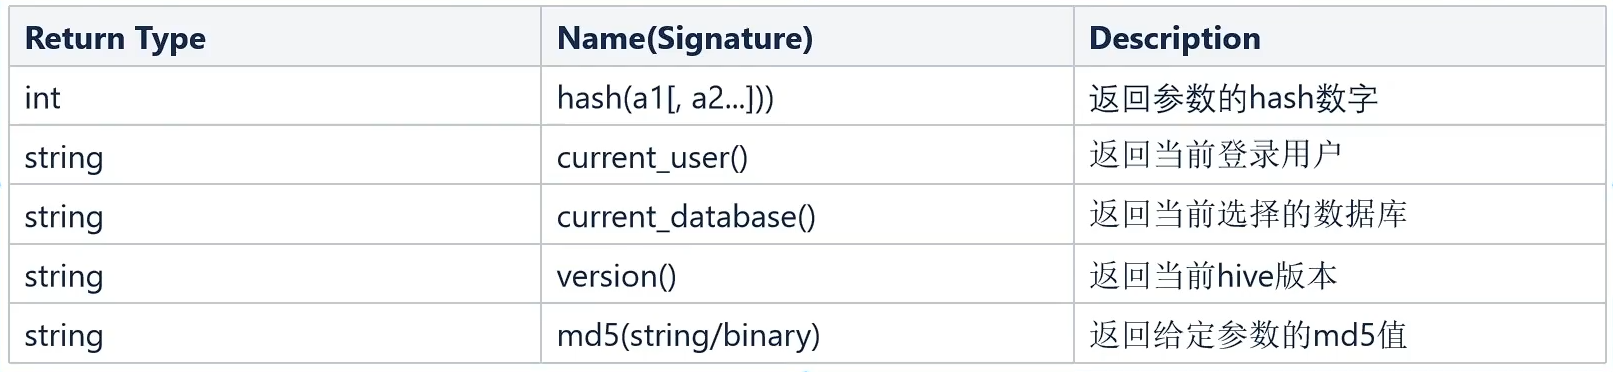 Return Type Name(Signature) Description
int hash(a1[, a2...])) 返回参数的hash数字
string current_user() 返回当前登录用户
string current_database() 返回当前选择的数据库
string version() 返回当前hive版本
string md5(string/binary) 返回给定参数的md5值